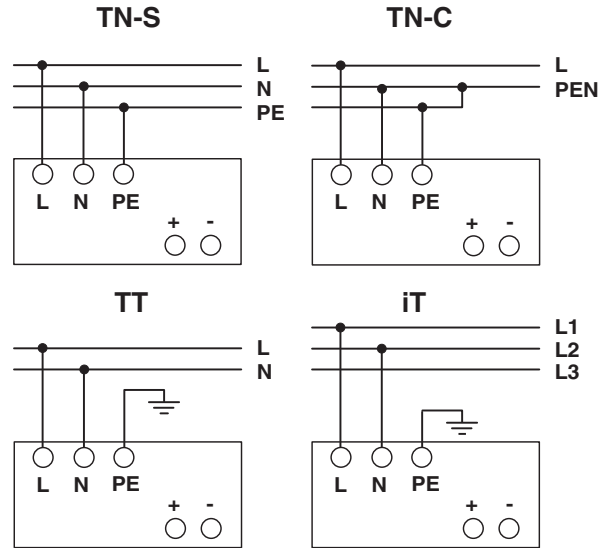 TN-S
L
N
PE
L N PE
+ -
TN-C
L
PEN
L N PE
+ -
TT
L
N
L N PE
+ -
iT
L1
L2
L3
L N PE
+ -